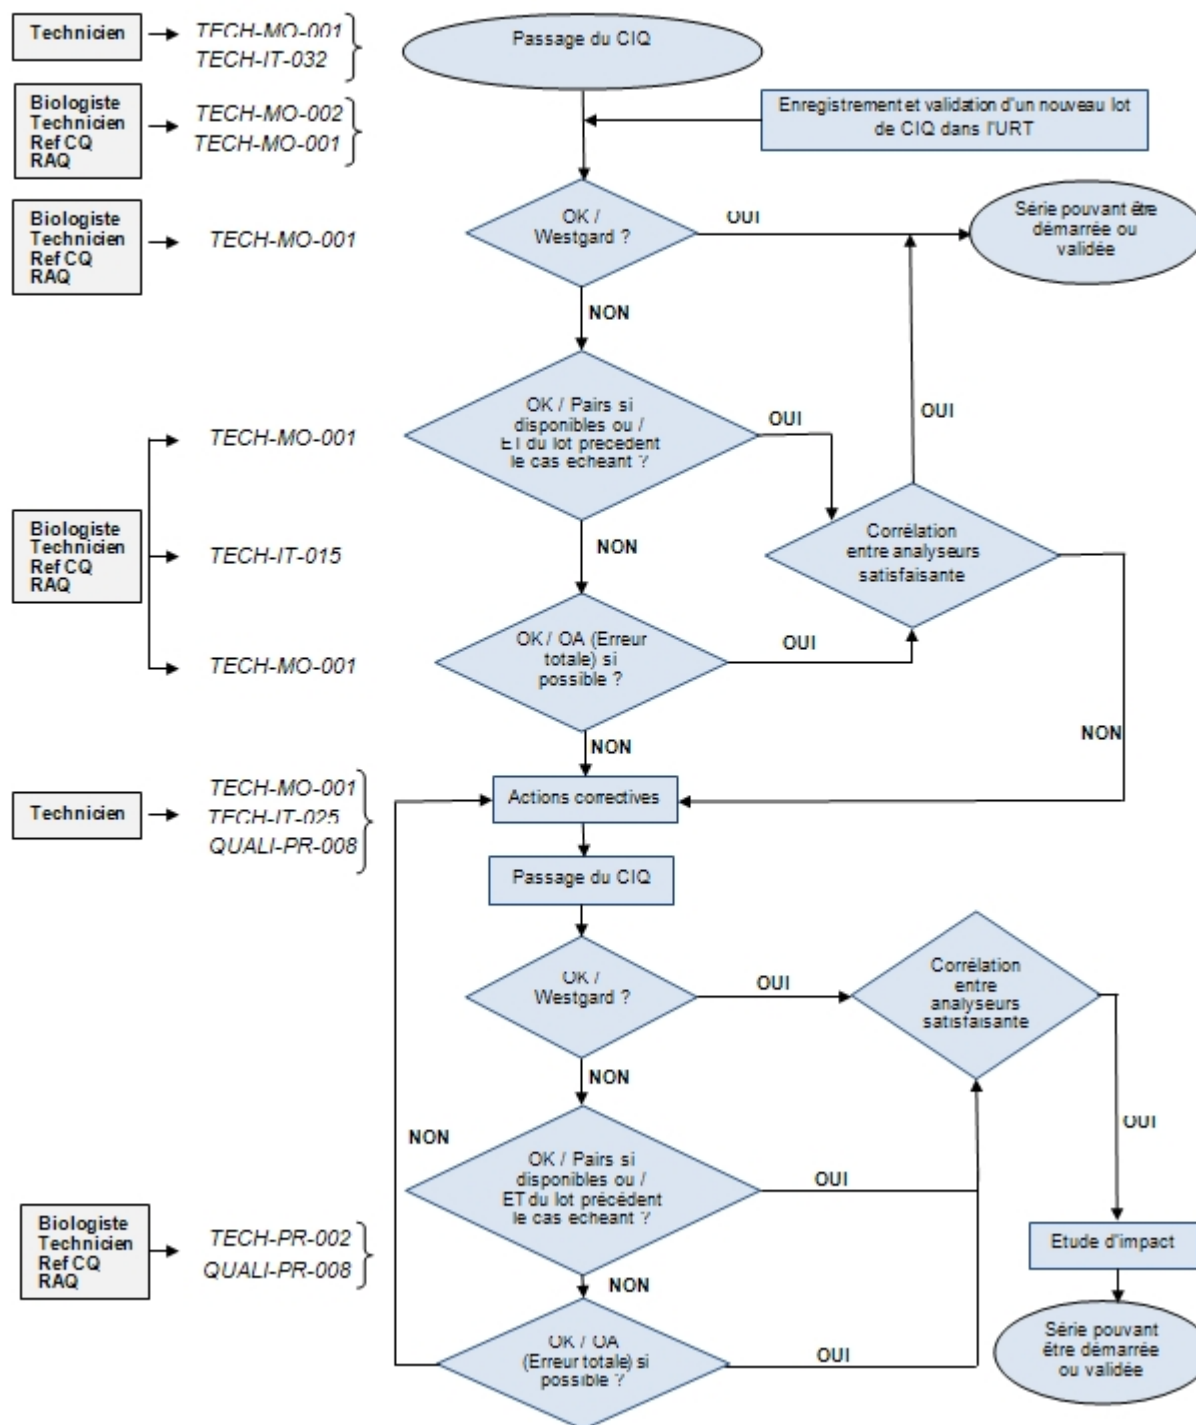 Technicien
TECH-MO-001
TECH-IT-032
Passage du CIQ
Biologiste
Technicien
Ref CQ
RAQ
TECH-MO-002
TECH-MO-001
Enregistrement et validation d'un nouveau lot
de CIQ dans l'URT
Biologiste
Technicien
Ref CQ
RAQ
TECH-MO-001
OK /
Westgard ?
OUI
Série pouvant être
démarrée ou
validée
NON
OK / Pairs si
disponibles ou /
ET du lot précédent
le cas echeant ?
OUI
OUI
TECH-MO-001
Biologiste
Technicien
Ref CQ
RAQ
TECH-IT-015
NON
Corrélation
entre analyseurs
satisfaisante
TECH-MO-001
OK / OA (Erreur
totale) si
possible ?
OUI
NON
NON
Technicien
TECH-MO-001
TECH-IT-025
QUALI-PR-008
Actions correctives
Passage du CIQ
OK /
Westgard ?
OUI
Corrélation
entre
analyseurs
satisfaisante
NON
NON
OUI
OK / Pairs si
disponibles ou /
ET du lot précédent
le cas echeant ?
OUI
Biologiste
Technicien
Ref CQ
RAQ
TECH-PR-002
QUALI-PR-008
Etude d'impact
NON
OK / OA
(Erreur totale) si
possible ?
OUI
Série pouvant
être démarrée
ou validée